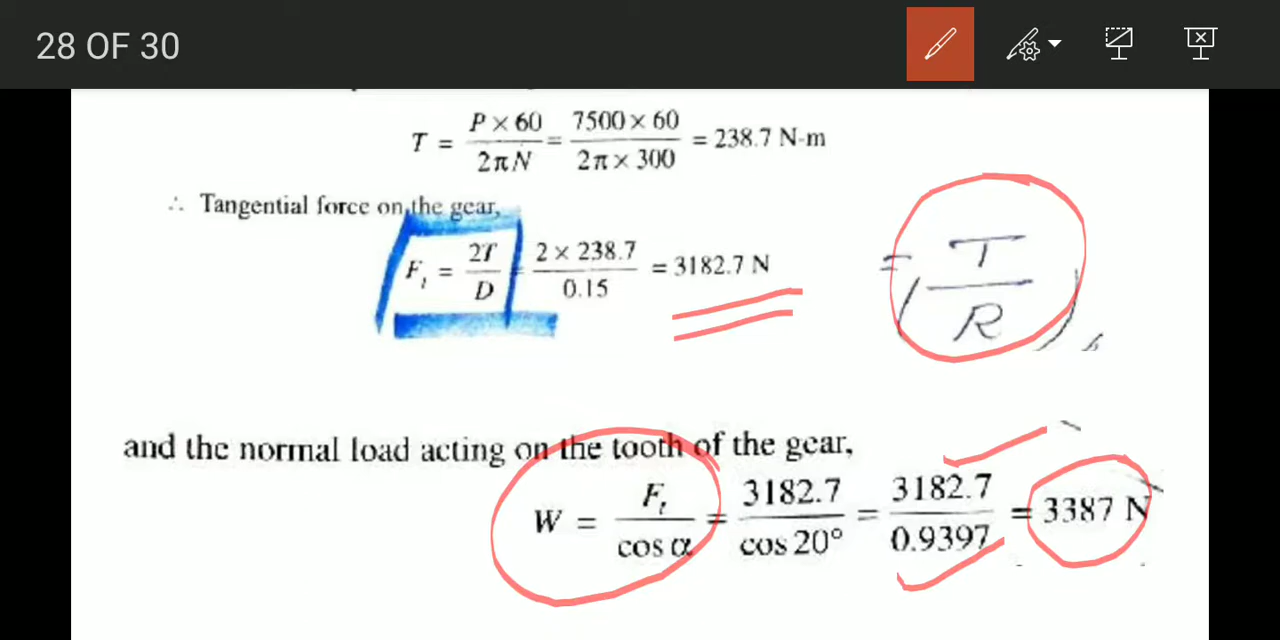 28 OF 30
T = P × 60 / 2πN = 7500 × 60 / 2π × 300 = 238.7 N-m
∴ Tangential force on the gear,
F_t = 2T / D = 2 × 238.7 / 0.15 = 3182.7 N
= ( T / R )
and the normal load acting on the tooth of the gear,
W = F_t / cos α = 3182.7 / cos 20° = 3182.7 / 0.9397 = 3387 N